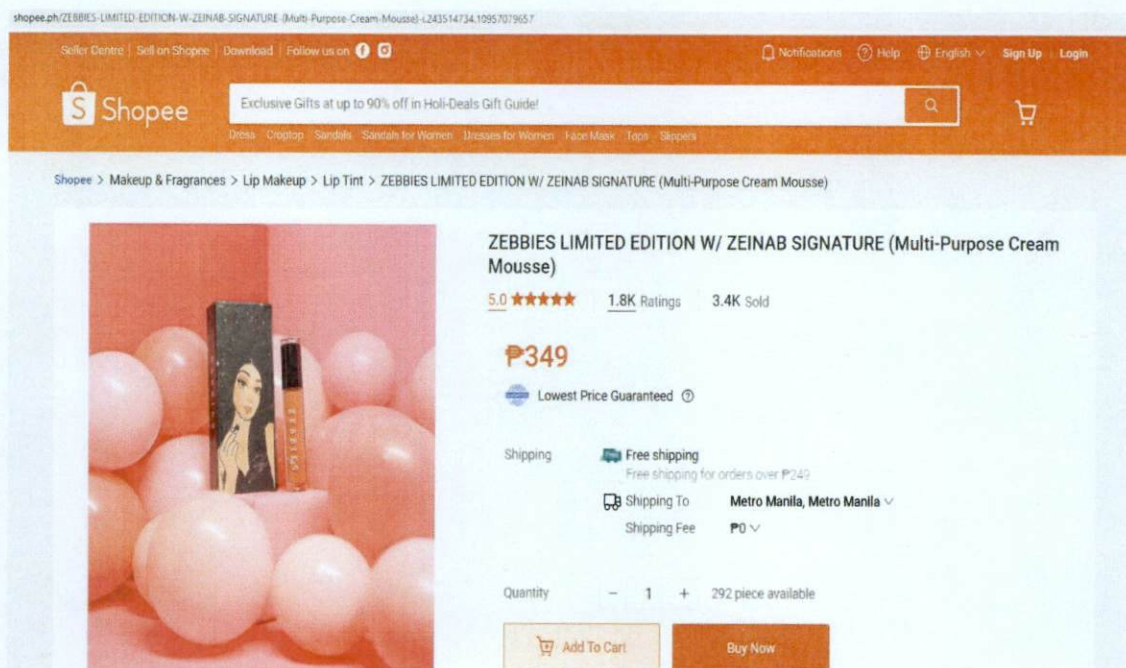 shopee.ph/ZEBBIES-LIMITED-EDITION-W-ZEINAB-SIGNATURE-(Multi-Purpose-Cream-Mousse)-i.243514734.10957079657
Seller Centre | Sell on Shopee | Download | Follow us on
Notifications Help English Sign Up Login
Shopee
Exclusive Gifts at up to 90% off in Holi-Deals Gift Guide!
Dress Croptop Sandals Sandals for Women Dresses for Women Face Mask Tops Slippers
Shopee > Makeup & Fragrances > Lip Makeup > Lip Tint > ZEBBIES LIMITED EDITION W/ ZEINAB SIGNATURE (Multi-Purpose Cream Mousse)
ZEBBIES LIMITED EDITION W/ ZEINAB SIGNATURE (Multi-Purpose Cream
Mousse)
5.0 ★★★★★ 1.8K Ratings 3.4K Sold
₱349
Lowest Price Guaranteed
Shipping Free shipping
Free shipping for orders over ₱249
Shipping To Metro Manila, Metro Manila
Shipping Fee ₱0
Quantity − 1 + 292 piece available
Add To Cart Buy Now
ZEBBIES